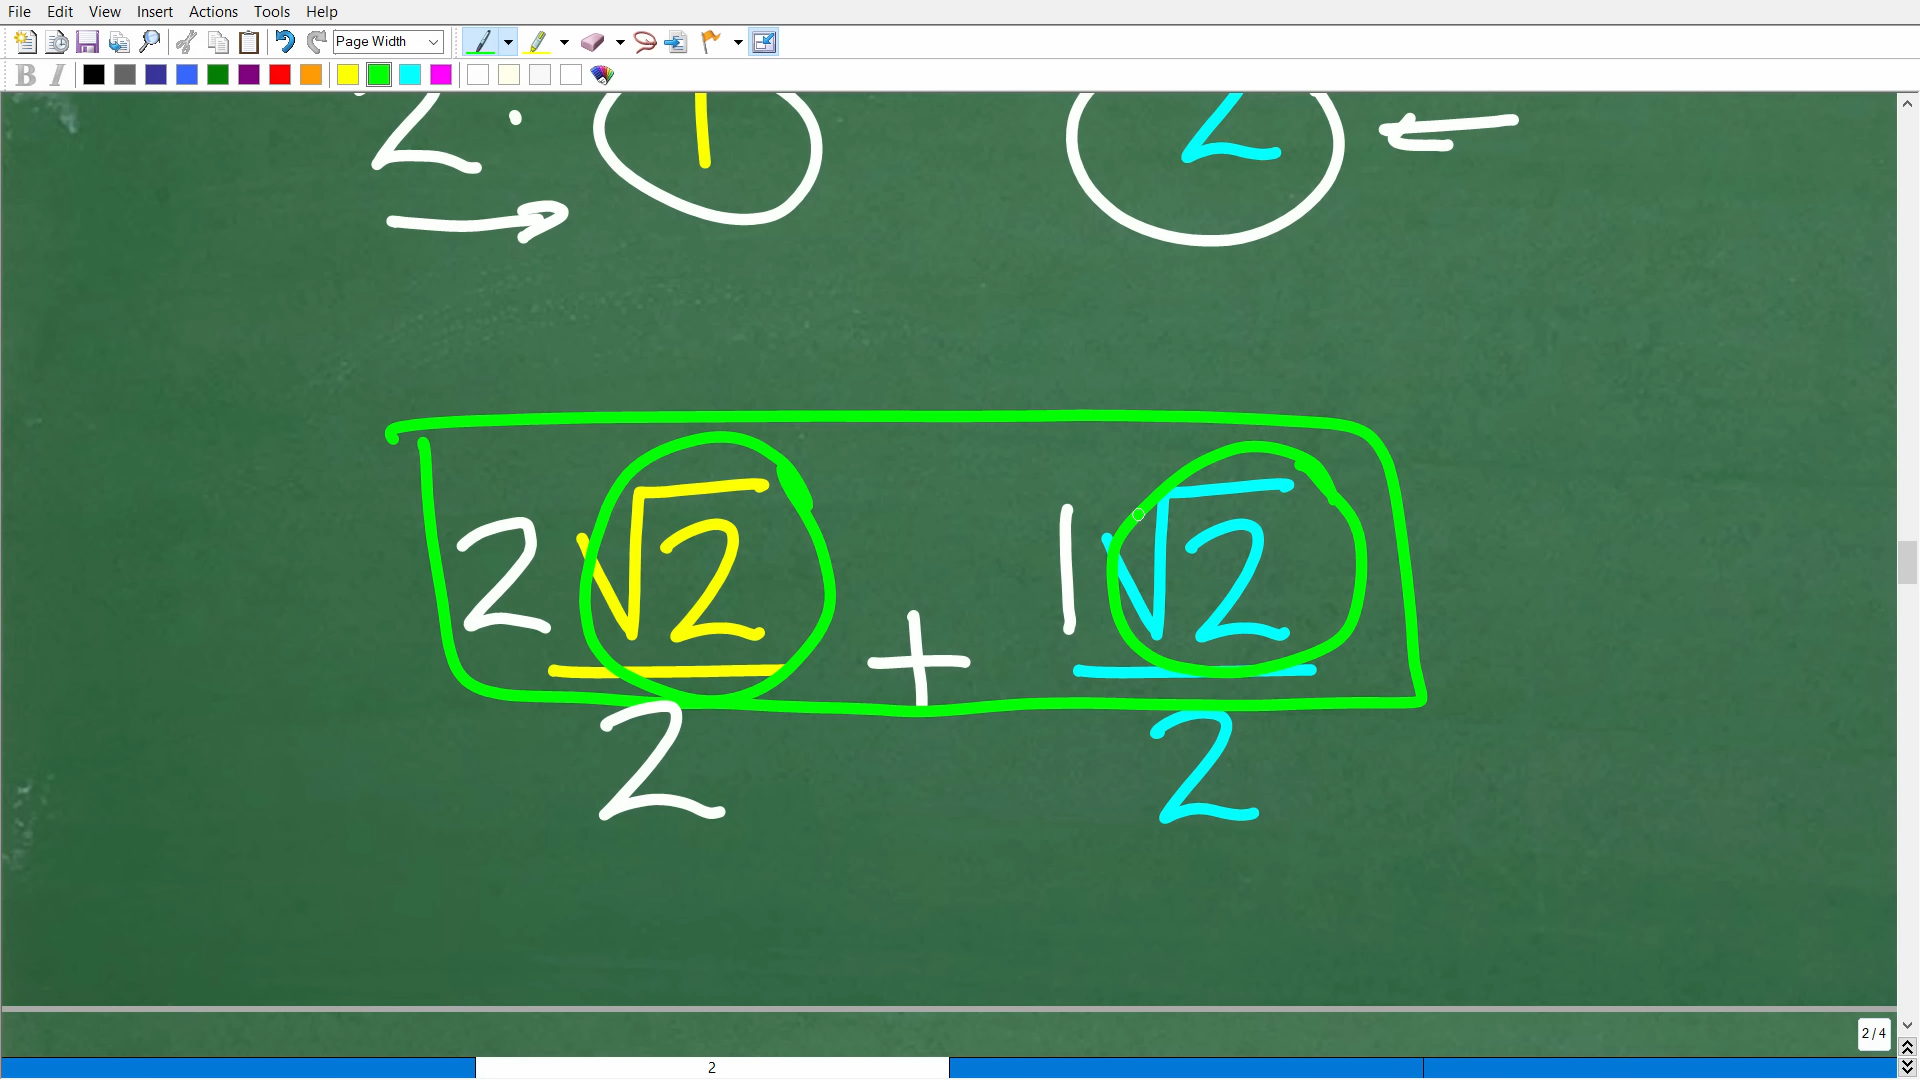 File Edit View Insert Actions Tools Help
Page Width
B I
2 · 1 2
2√2 + 1√2
2 2
2 / 4
2